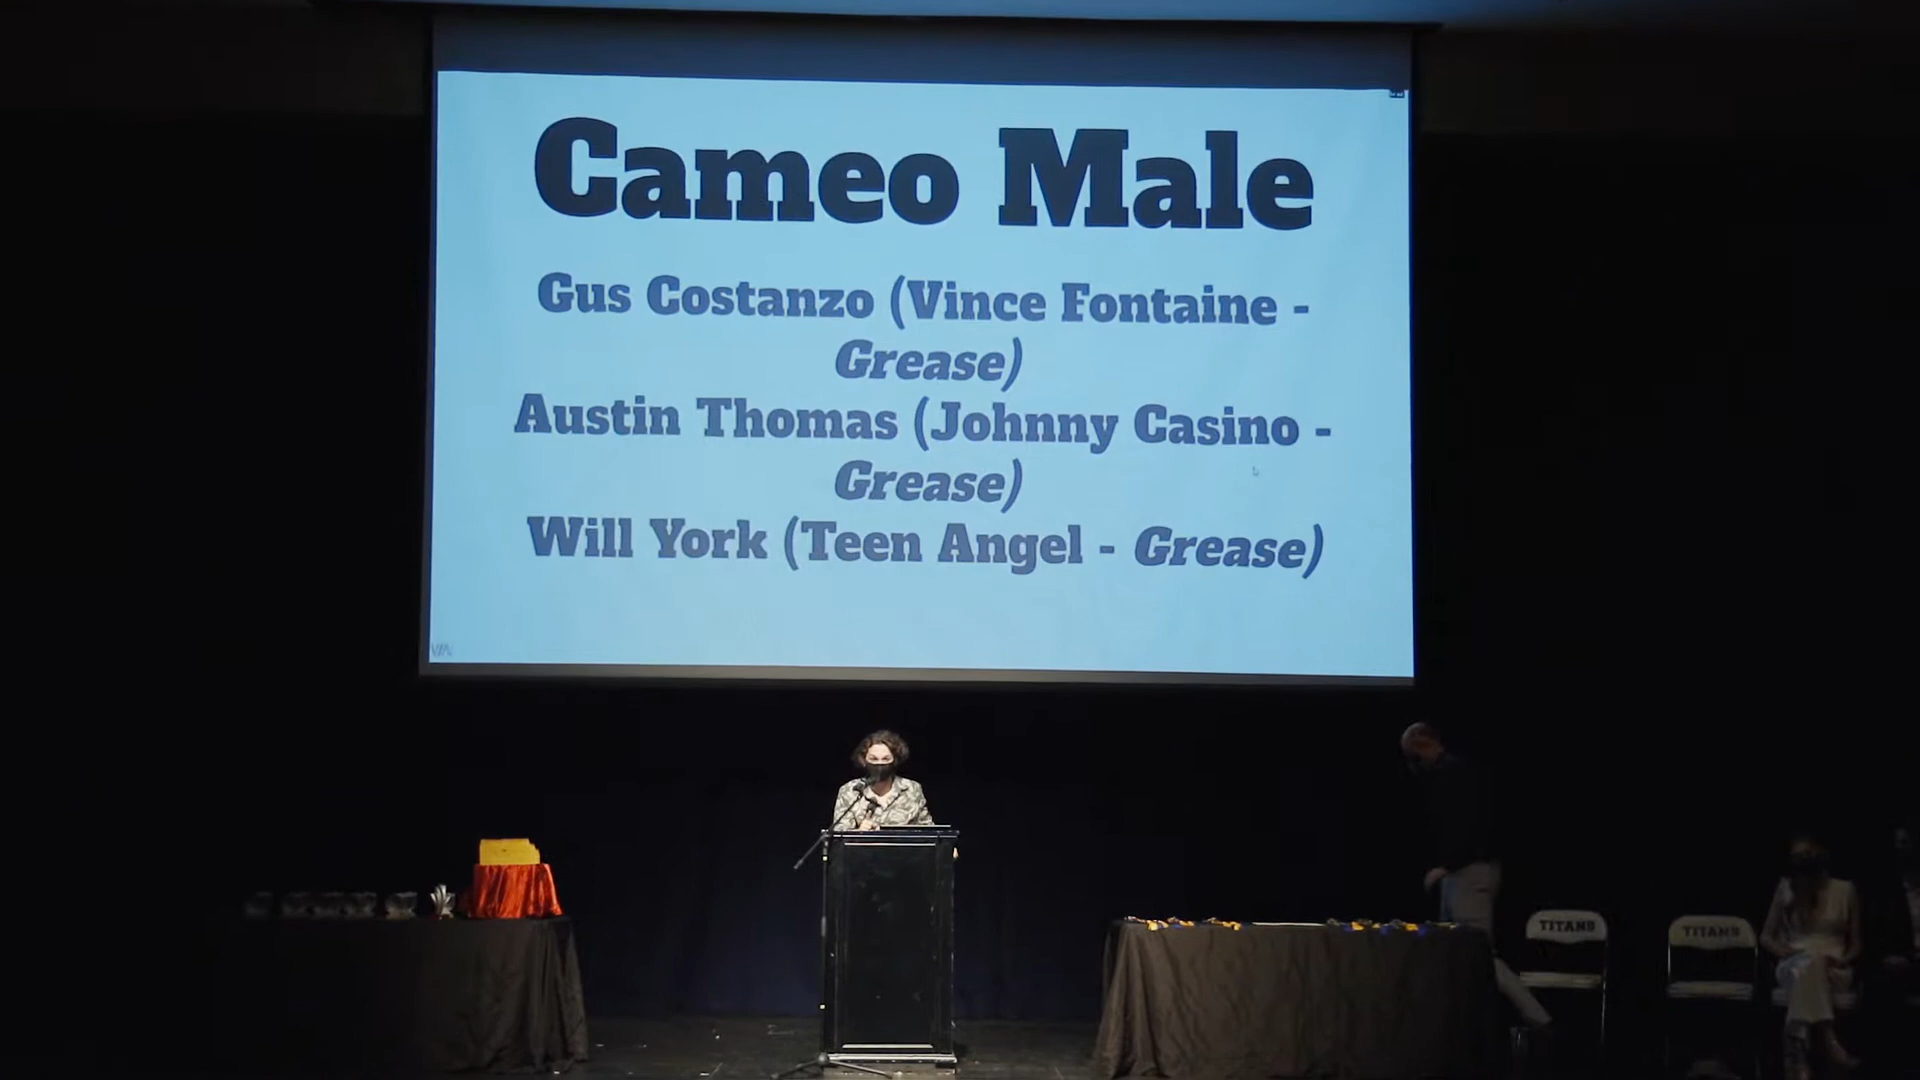 Cameo Male
Gus Costanzo (Vince Fontaine -
Grease)
Austin Thomas (Johnny Casino -
Grease)
Will York (Teen Angel - Grease)
TITANS
TITANS